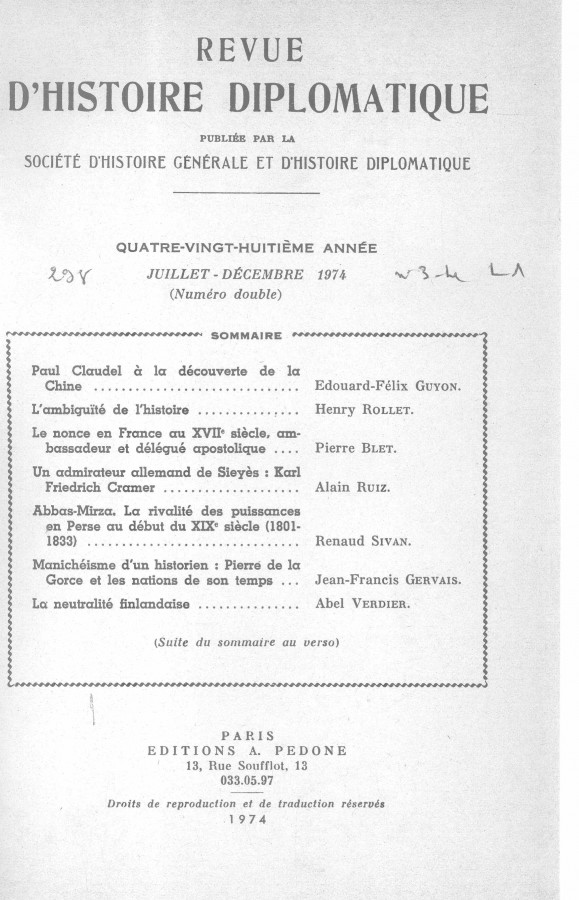 REVUE
D'HISTOIRE DIPLOMATIQUE
PUBLIÉE PAR LA
SOCIÉTÉ D'HISTOIRE GÉNÉRALE ET D'HISTOIRE DIPLOMATIQUE
QUATRE-VINGT-HUITIÈME ANNÉE
JUILLET - DÉCEMBRE 1974
(Numéro double)
SOMMAIRE
Paul Claudel à la découverte de la
Chine ............................ Edouard-Félix GUYON.
L'ambiguïté de l'histoire .............. Henry ROLLET.
Le nonce en France au XVIIe siècle, am-
bassadeur et délégué apostolique .... Pierre BLET.
Un admirateur allemand de Sieyès : Karl
Friedrich Cramer ................... Alain RUIZ.
Abbas-Mirza. La rivalité des puissances
en Perse au début du XIXe siècle (1801-
1833) ............................. Renaud SIVAN.
Manichéisme d'un historien : Pierre de la
Gorce et les nations de son temps ... Jean-Francis GERVAIS.
La neutralité finlandaise ............... Abel VERDIER.
(Suite du sommaire au verso)
PARIS
EDITIONS A. PEDONE
13, Rue Soufflot, 13
033.05.97
Droits de reproduction et de traduction réservés
1974